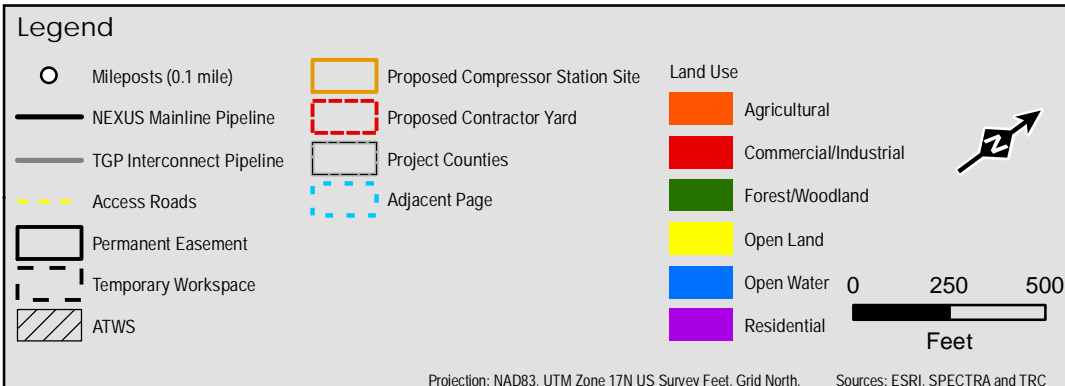 Legend
Mileposts (0.1 mile)
NEXUS Mainline Pipeline
TGP Interconnect Pipeline
Access Roads
Permanent Easement
Temporary Workspace
ATWS
Proposed Compressor Station Site
Proposed Contractor Yard
Project Counties
Adjacent Page
Land Use
Agricultural
Commercial/Industrial
Forest/Woodland
Open Land
Open Water
Residential
N
0 250 500
Feet
Projection: NAD83, UTM Zone 17N US Survey Feet, Grid North. Sources: ESRI, SPECTRA and TRC